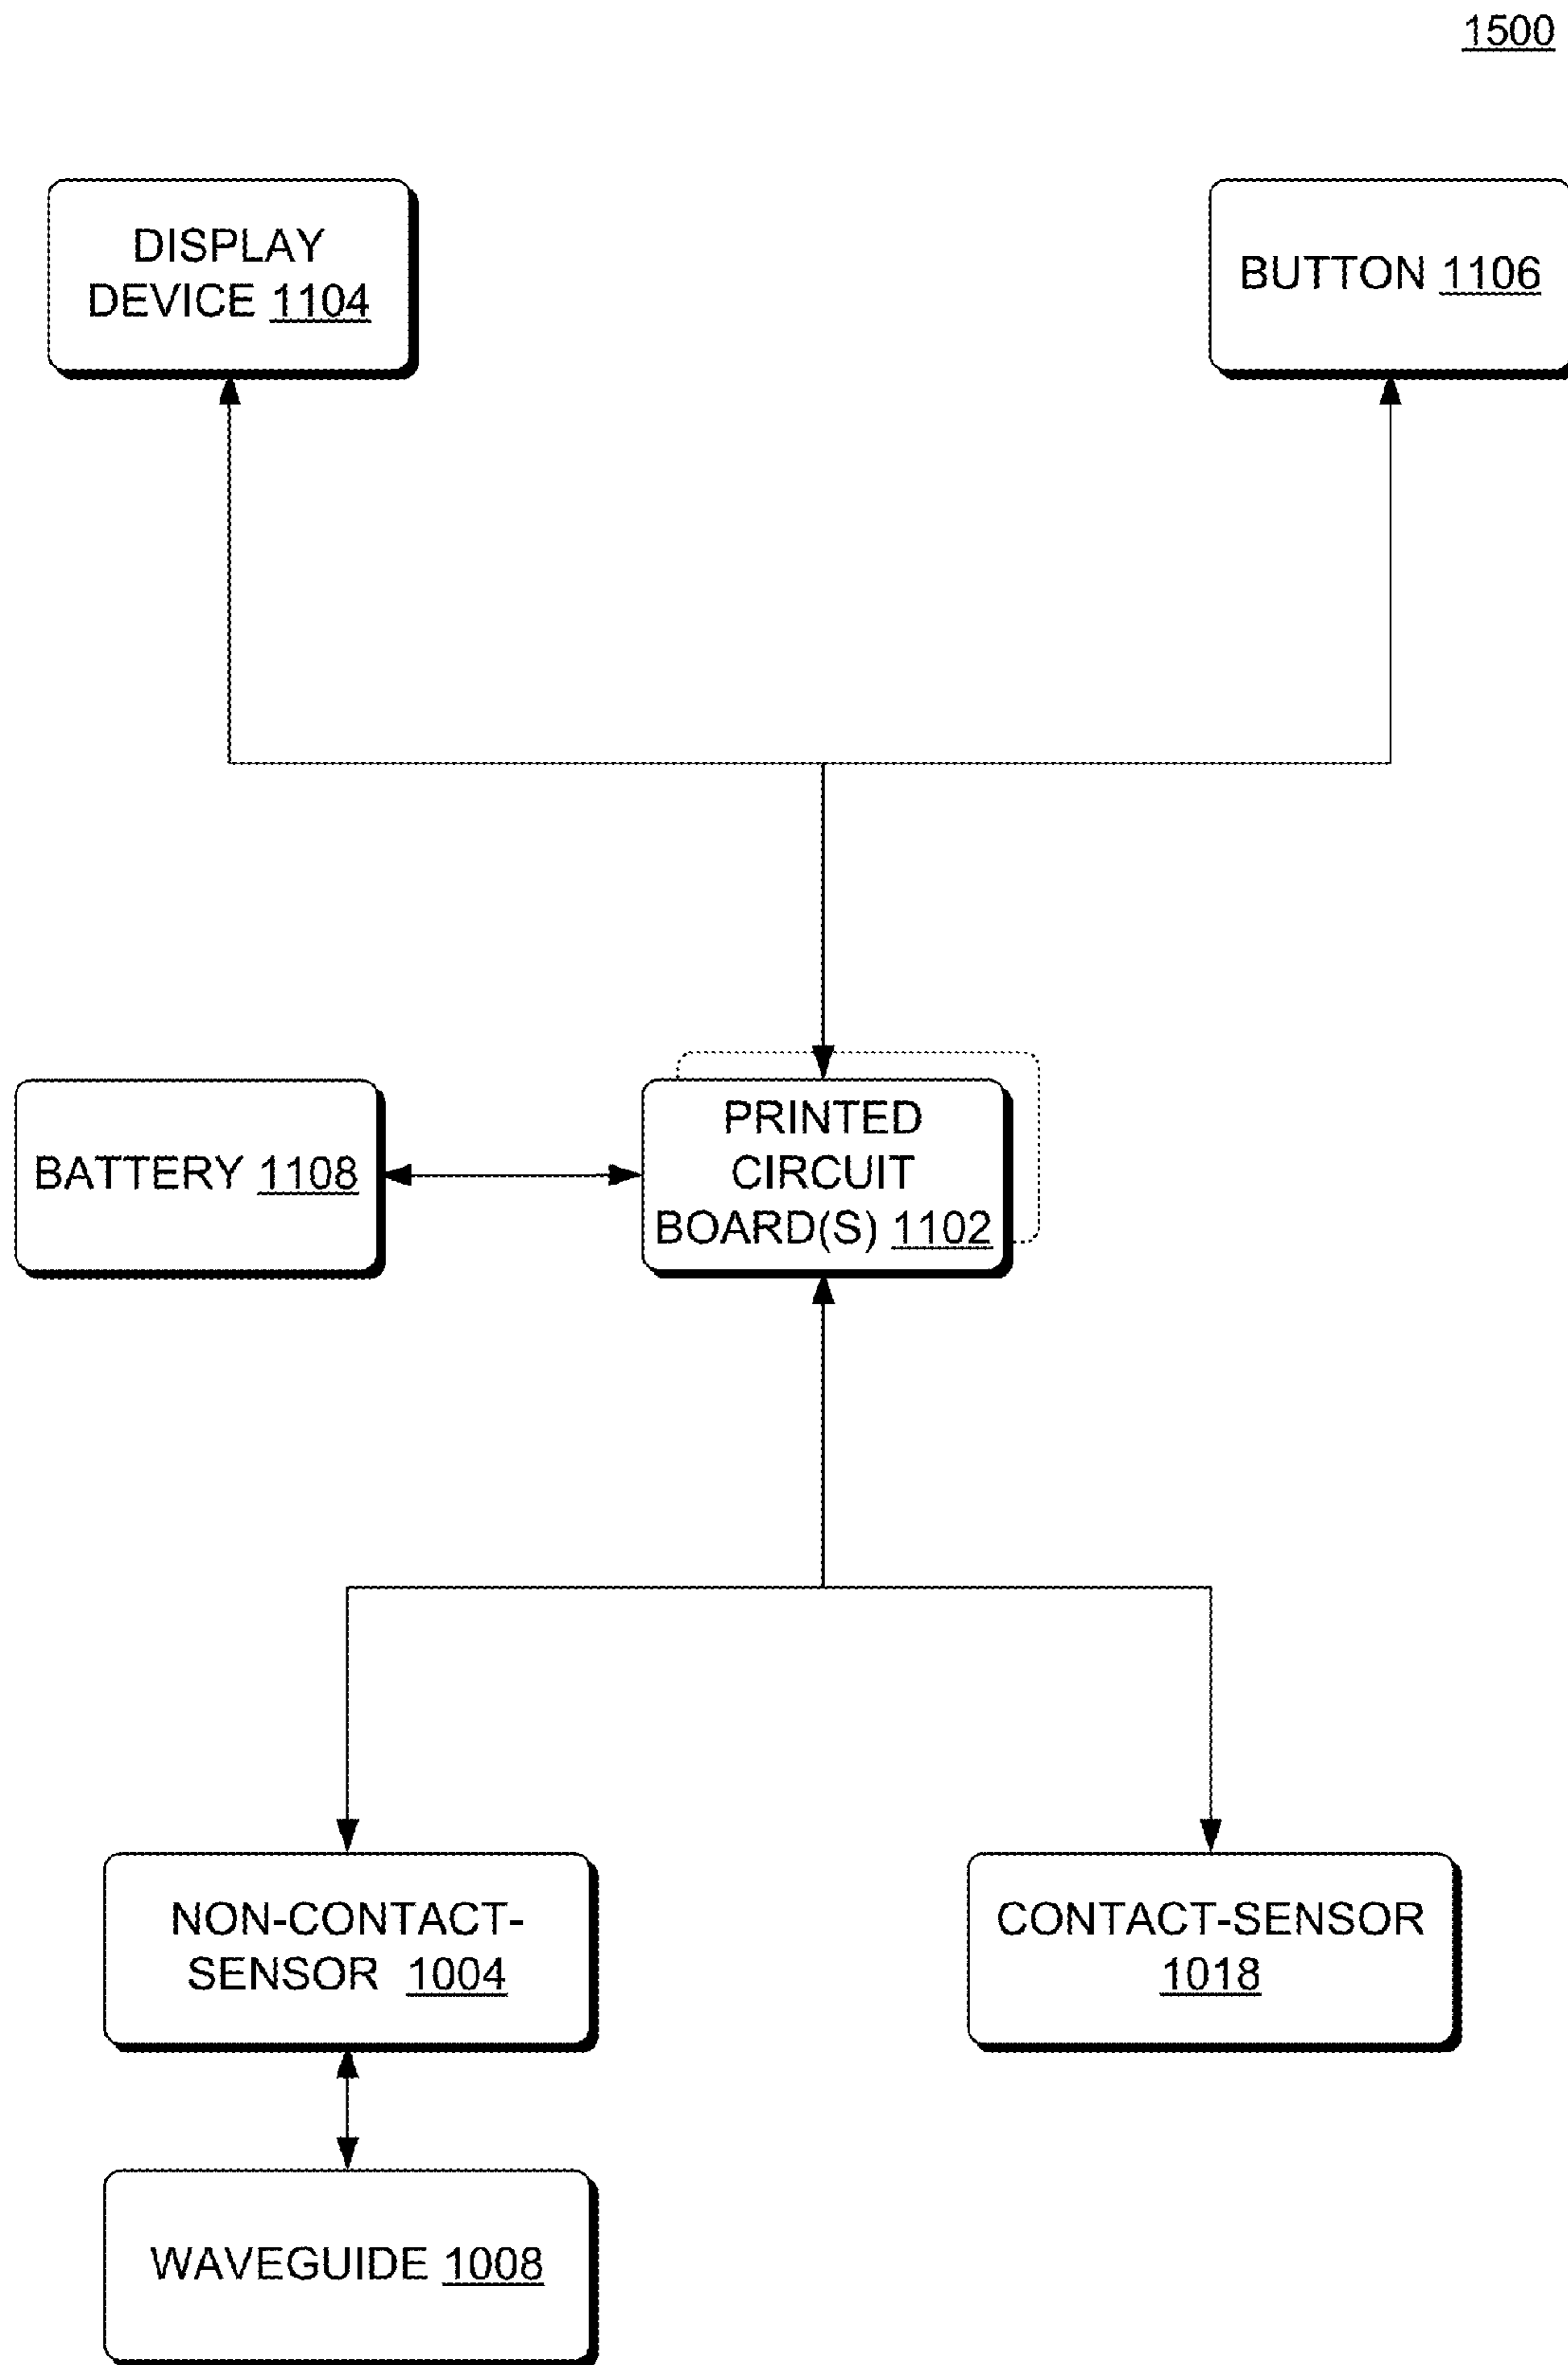 1500
DISPLAY
DEVICE 1104
BUTTON 1106
BATTERY 1108
PRINTED
CIRCUIT
BOARD(S) 1102
NON-CONTACT-
SENSOR 1004
CONTACT-SENSOR
1018
WAVEGUIDE 1008